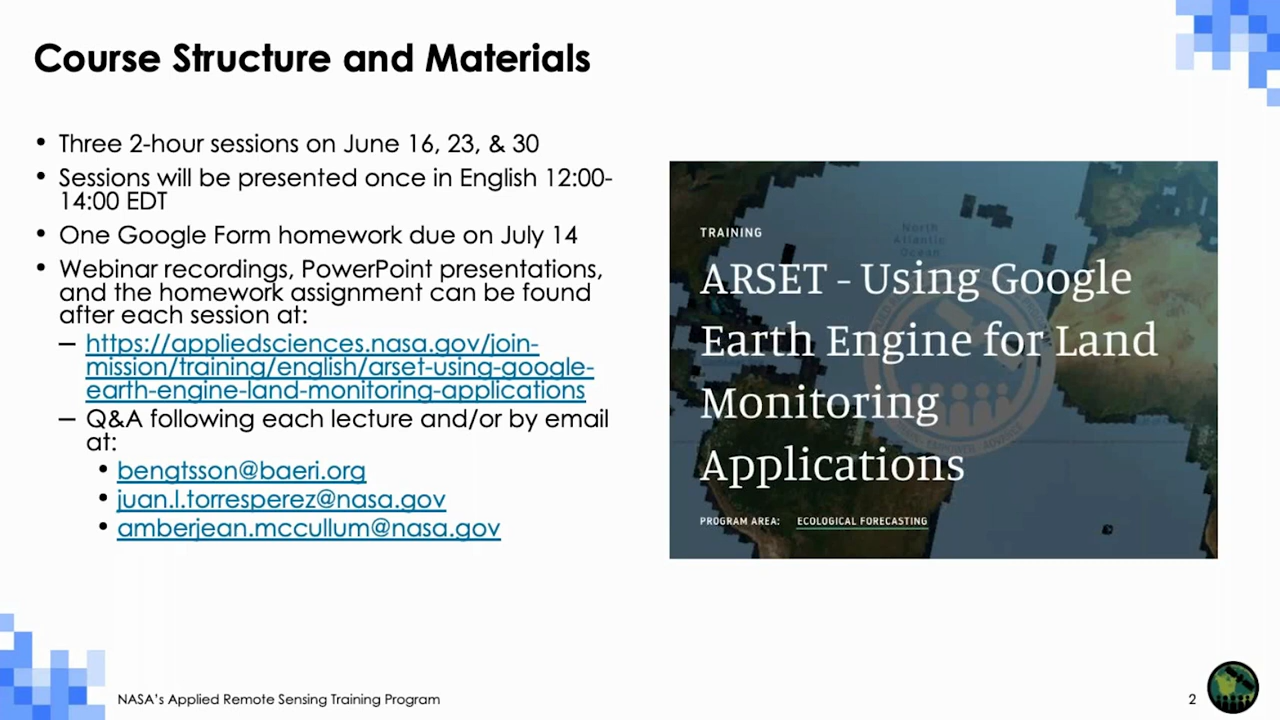 Course Structure and Materials
• Three 2-hour sessions on June 16, 23, & 30
• Sessions will be presented once in English 12:00-
14:00 EDT
• One Google Form homework due on July 14
• Webinar recordings, PowerPoint presentations,
and the homework assignment can be found
after each session at:
– https://appliedsciences.nasa.gov/join-
mission/training/english/arset-using-google-
earth-engine-land-monitoring-applications
– Q&A following each lecture and/or by email
at:
• bengtsson@baeri.org
• juan.l.torresperez@nasa.gov
• amberjean.mccullum@nasa.gov
North
Atlantic
Ocean
TRAINING
ARSET - Using Google
Earth Engine for Land
Monitoring
Applications
PROGRAM AREA: ECOLOGICAL FORECASTING
NASA's Applied Remote Sensing Training Program
2